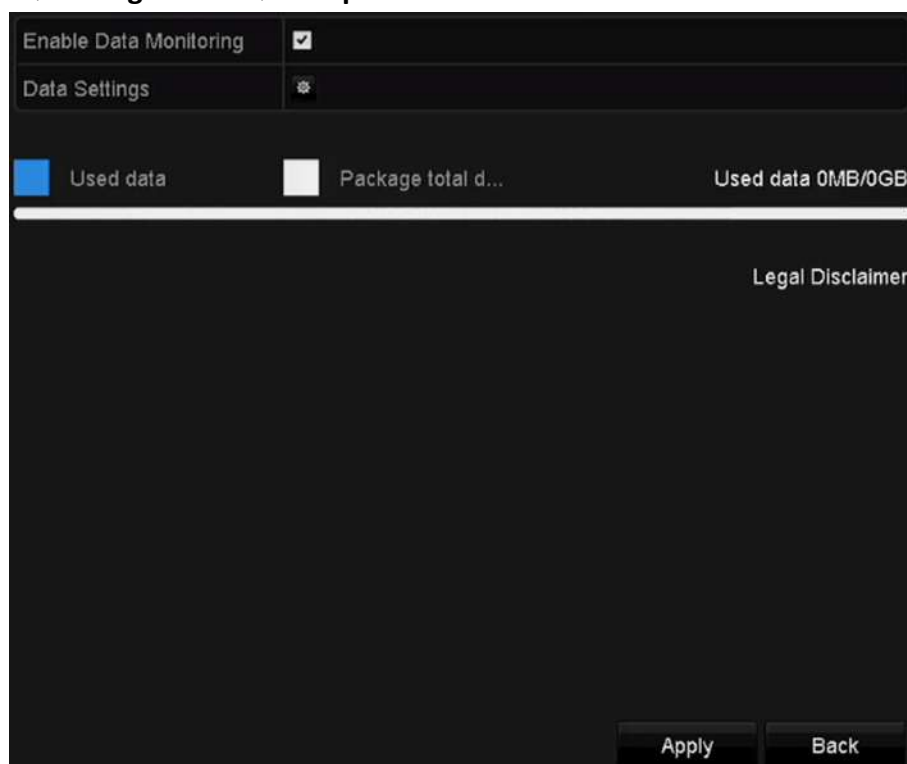 Enable Data Monitoring
Data Settings
Used data Package total d... Used data 0MB/0GB
Legal Disclaimer
Apply Back